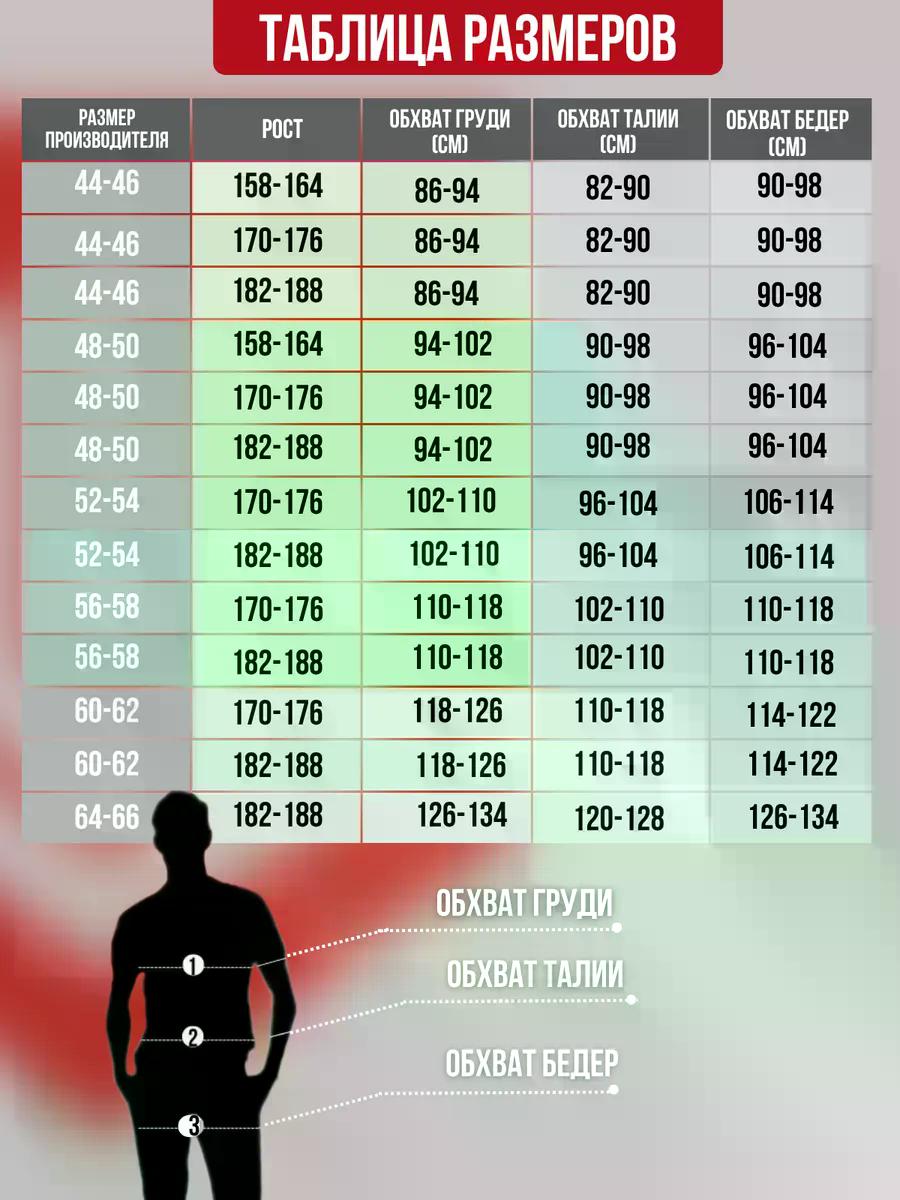 ТАБЛИЦА РАЗМЕРОВ
РАЗМЕР ПРОИЗВОДИТЕЛЯ РОСТ ОБХВАТ ГРУДИ (СМ) ОБХВАТ ТАЛИИ (СМ) ОБХВАТ БЕДЕР (СМ)
44-46 158-164 86-94 82-90 90-98
44-46 170-176 86-94 82-90 90-98
44-46 182-188 86-94 82-90 90-98
48-50 158-164 94-102 90-98 96-104
48-50 170-176 94-102 90-98 96-104
48-50 182-188 94-102 90-98 96-104
52-54 170-176 102-110 96-104 106-114
52-54 182-188 102-110 96-104 106-114
56-58 170-176 110-118 102-110 110-118
56-58 182-188 110-118 102-110 110-118
60-62 170-176 118-126 110-118 114-122
60-62 182-188 118-126 110-118 114-122
64-66 182-188 126-134 120-128 126-134
ОБХВАТ ГРУДИ
1
ОБХВАТ ТАЛИИ
2
ОБХВАТ БЕДЕР
3